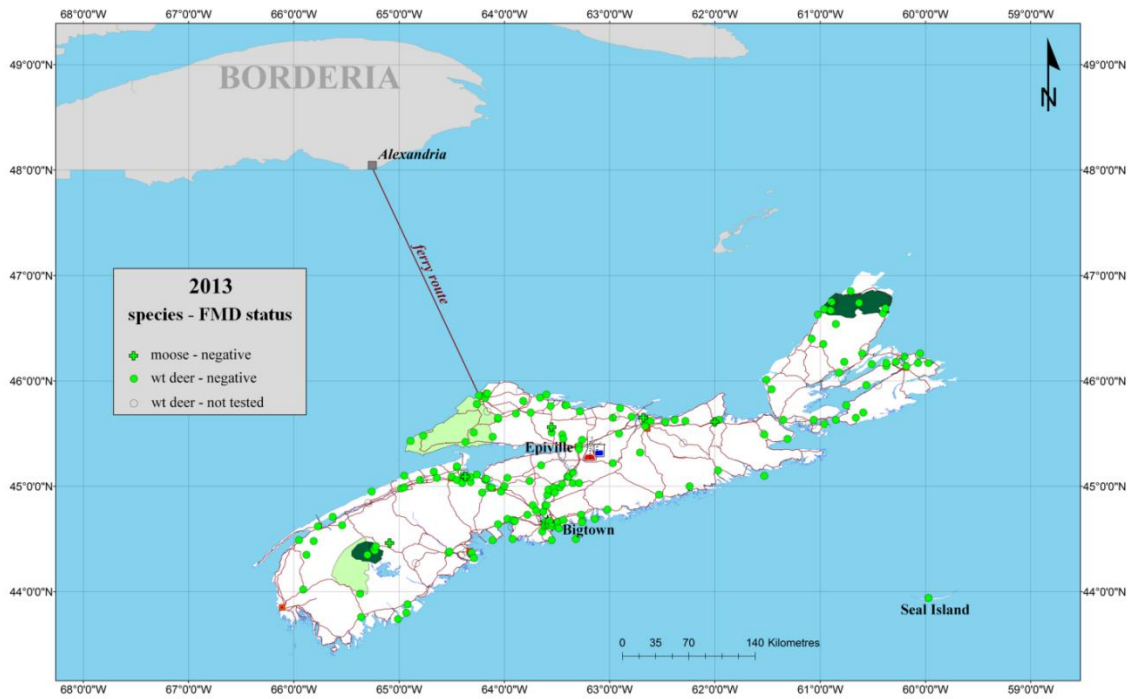 68°0'0"W 67°0'0"W 66°0'0"W 65°0'0"W 64°0'0"W 63°0'0"W 62°0'0"W 61°0'0"W 60°0'0"W 59°0'0"W
49°0'0"N 49°0'0"N
BORDERIA
N
Alexandria
48°0'0"N 48°0'0"N
ferry route
47°0'0"N 47°0'0"N
2013
species - FMD status
moose - negative
wt deer - negative
wt deer - not tested
46°0'0"N 46°0'0"N
Epiville
45°0'0"N 45°0'0"N
Bigtown
44°0'0"N 44°0'0"N
Seal Island
0 35 70 140 Kilometres
68°0'0"W 67°0'0"W 66°0'0"W 65°0'0"W 64°0'0"W 63°0'0"W 62°0'0"W 61°0'0"W 60°0'0"W 59°0'0"W